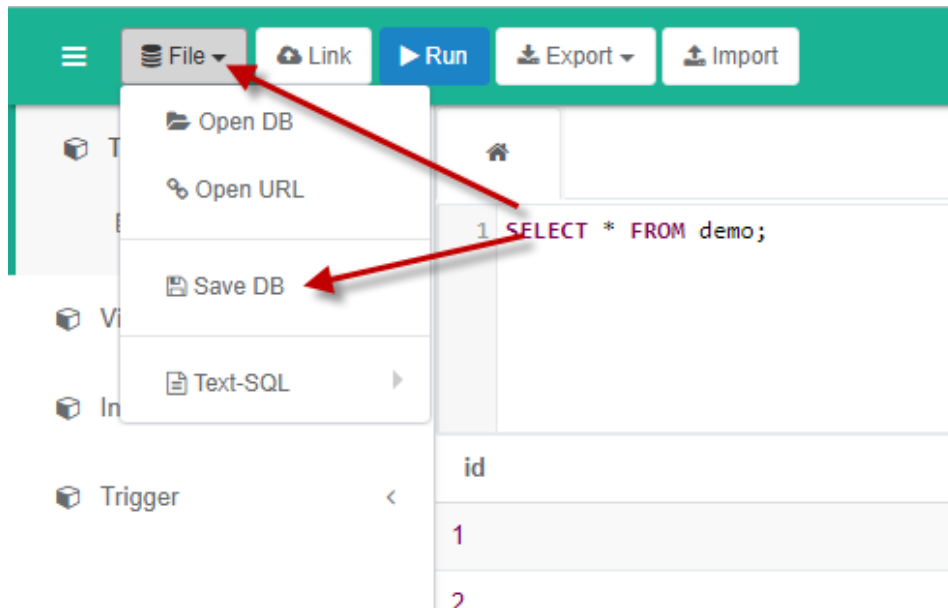 File Link Run Export Import
Open DB
Open URL
Save DB
Text-SQL
Trigger
1 SELECT * FROM demo;
id
1
2